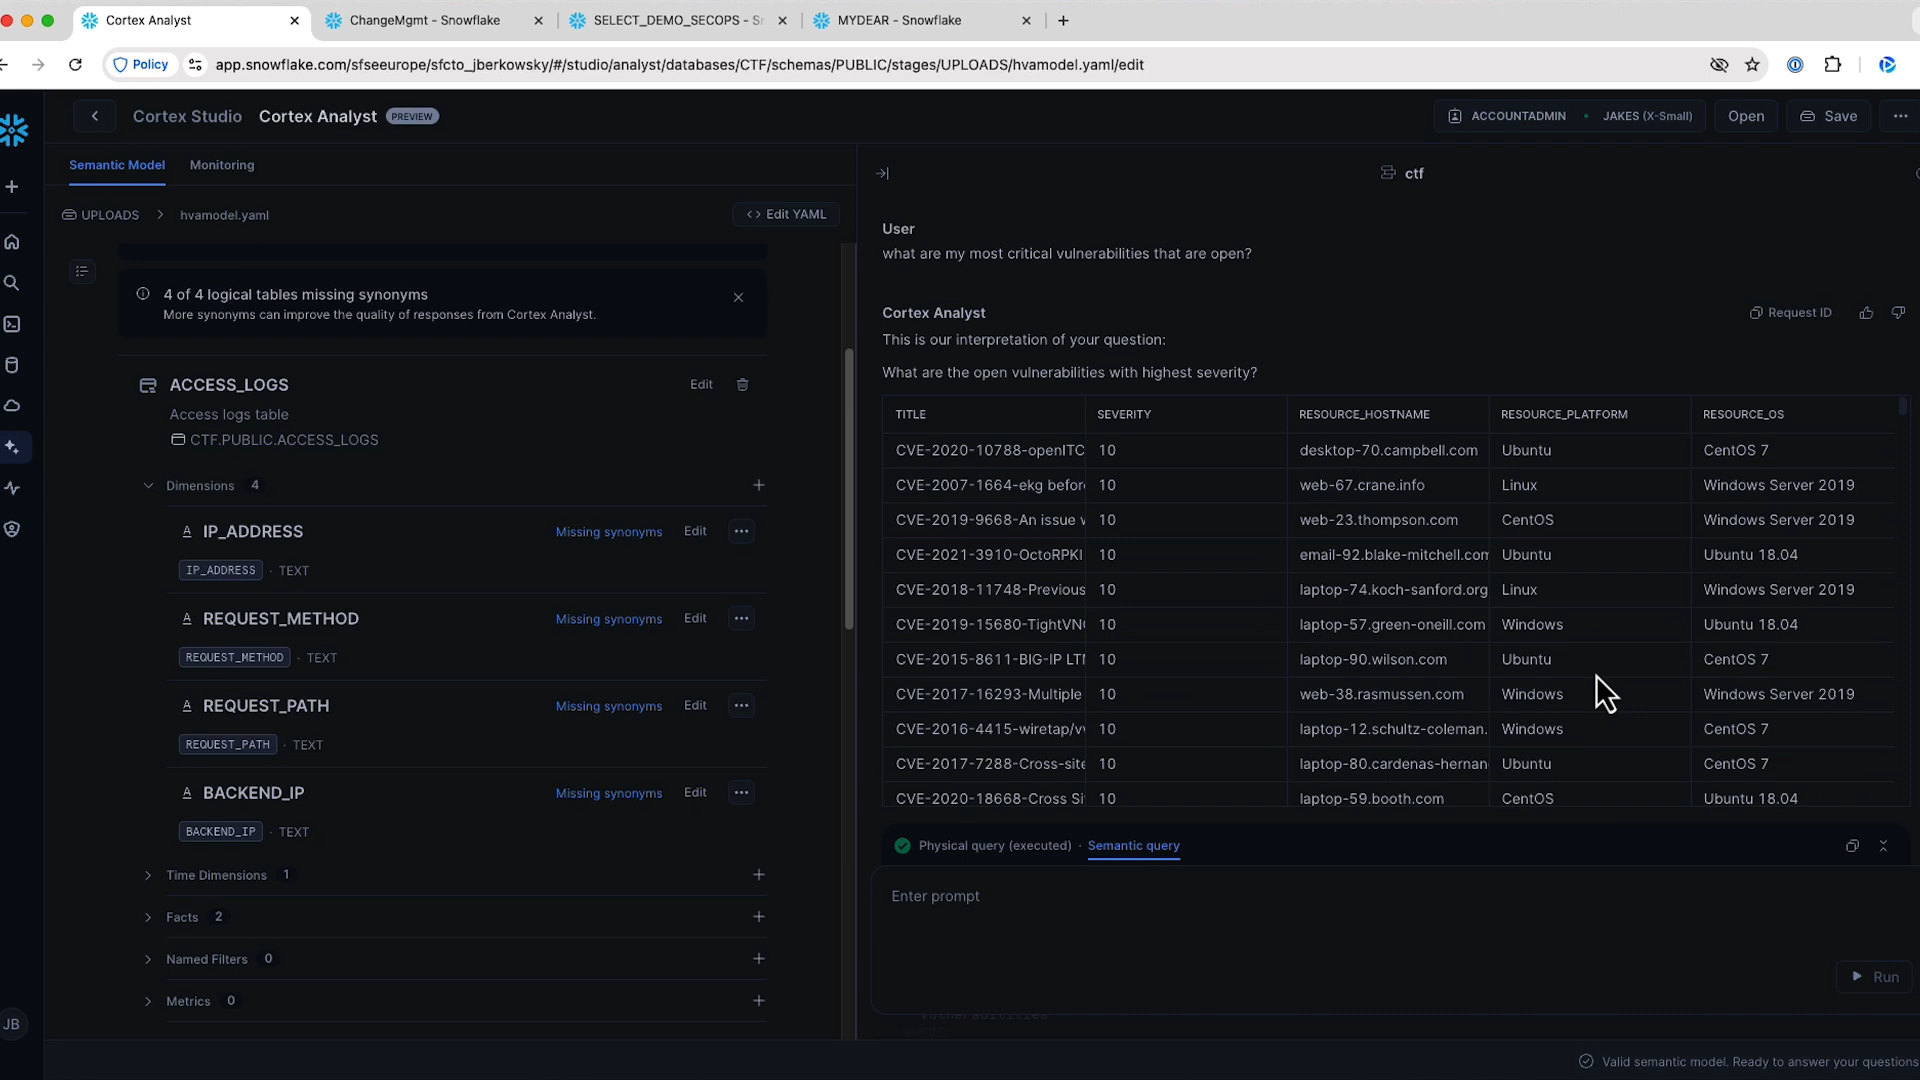 Cortex Analyst
ChangeMgmt - Snowflake
SELECT_DEMO_SECOPS - Sn
MYDEAR - Snowflake
Policy
app.snowflake.com/sfseeurope/sfcto_jberkowsky/#/studio/analyst/databases/CTF/schemas/PUBLIC/stages/UPLOADS/hvamodel.yaml/edit
Cortex Studio Cortex Analyst PREVIEW
ACCOUNTADMIN JAKES (X-Small)
Open
Save
Semantic Model Monitoring
UPLOADS > hvamodel.yaml
<> Edit YAML
4 of 4 logical tables missing synonyms
More synonyms can improve the quality of responses from Cortex Analyst.
ACCESS_LOGS Edit
Access logs table
CTF.PUBLIC.ACCESS_LOGS
Dimensions 4
IP_ADDRESS Missing synonyms Edit
IP_ADDRESS · TEXT
REQUEST_METHOD Missing synonyms Edit
REQUEST_METHOD · TEXT
REQUEST_PATH Missing synonyms Edit
REQUEST_PATH · TEXT
BACKEND_IP Missing synonyms Edit
BACKEND_IP · TEXT
Time Dimensions 1
Facts 2
Named Filters 0
Metrics 0
JB
ctf
User
what are my most critical vulnerabilities that are open?
Cortex Analyst
Request ID
This is our interpretation of your question:
What are the open vulnerabilities with highest severity?
TITLE SEVERITY RESOURCE_HOSTNAME RESOURCE_PLATFORM RESOURCE_OS
CVE-2020-10788-openITC 10 desktop-70.campbell.com Ubuntu CentOS 7
CVE-2007-1664-ekg befor 10 web-67.crane.info Linux Windows Server 2019
CVE-2019-9668-An issue w 10 web-23.thompson.com CentOS Windows Server 2019
CVE-2021-3910-OctoRPKI 10 email-92.blake-mitchell.com Ubuntu Ubuntu 18.04
CVE-2018-11748-Previous 10 laptop-74.koch-sanford.org Linux Windows Server 2019
CVE-2019-15680-TightVN 10 laptop-57.green-oneill.com Windows Ubuntu 18.04
CVE-2015-8611-BIG-IP LT 10 laptop-90.wilson.com Ubuntu CentOS 7
CVE-2017-16293-Multiple 10 web-38.rasmussen.com Windows Windows Server 2019
CVE-2016-4415-wiretap/v 10 laptop-12.schultz-coleman. Windows CentOS 7
CVE-2017-7288-Cross-site 10 laptop-80.cardenas-hernan Ubuntu CentOS 7
CVE-2020-18668-Cross Si 10 laptop-59.booth.com CentOS Ubuntu 18.04
Physical query (executed) · Semantic query
Enter prompt
Run
vulnerabilities
Valid semantic model. Ready to answer your questions